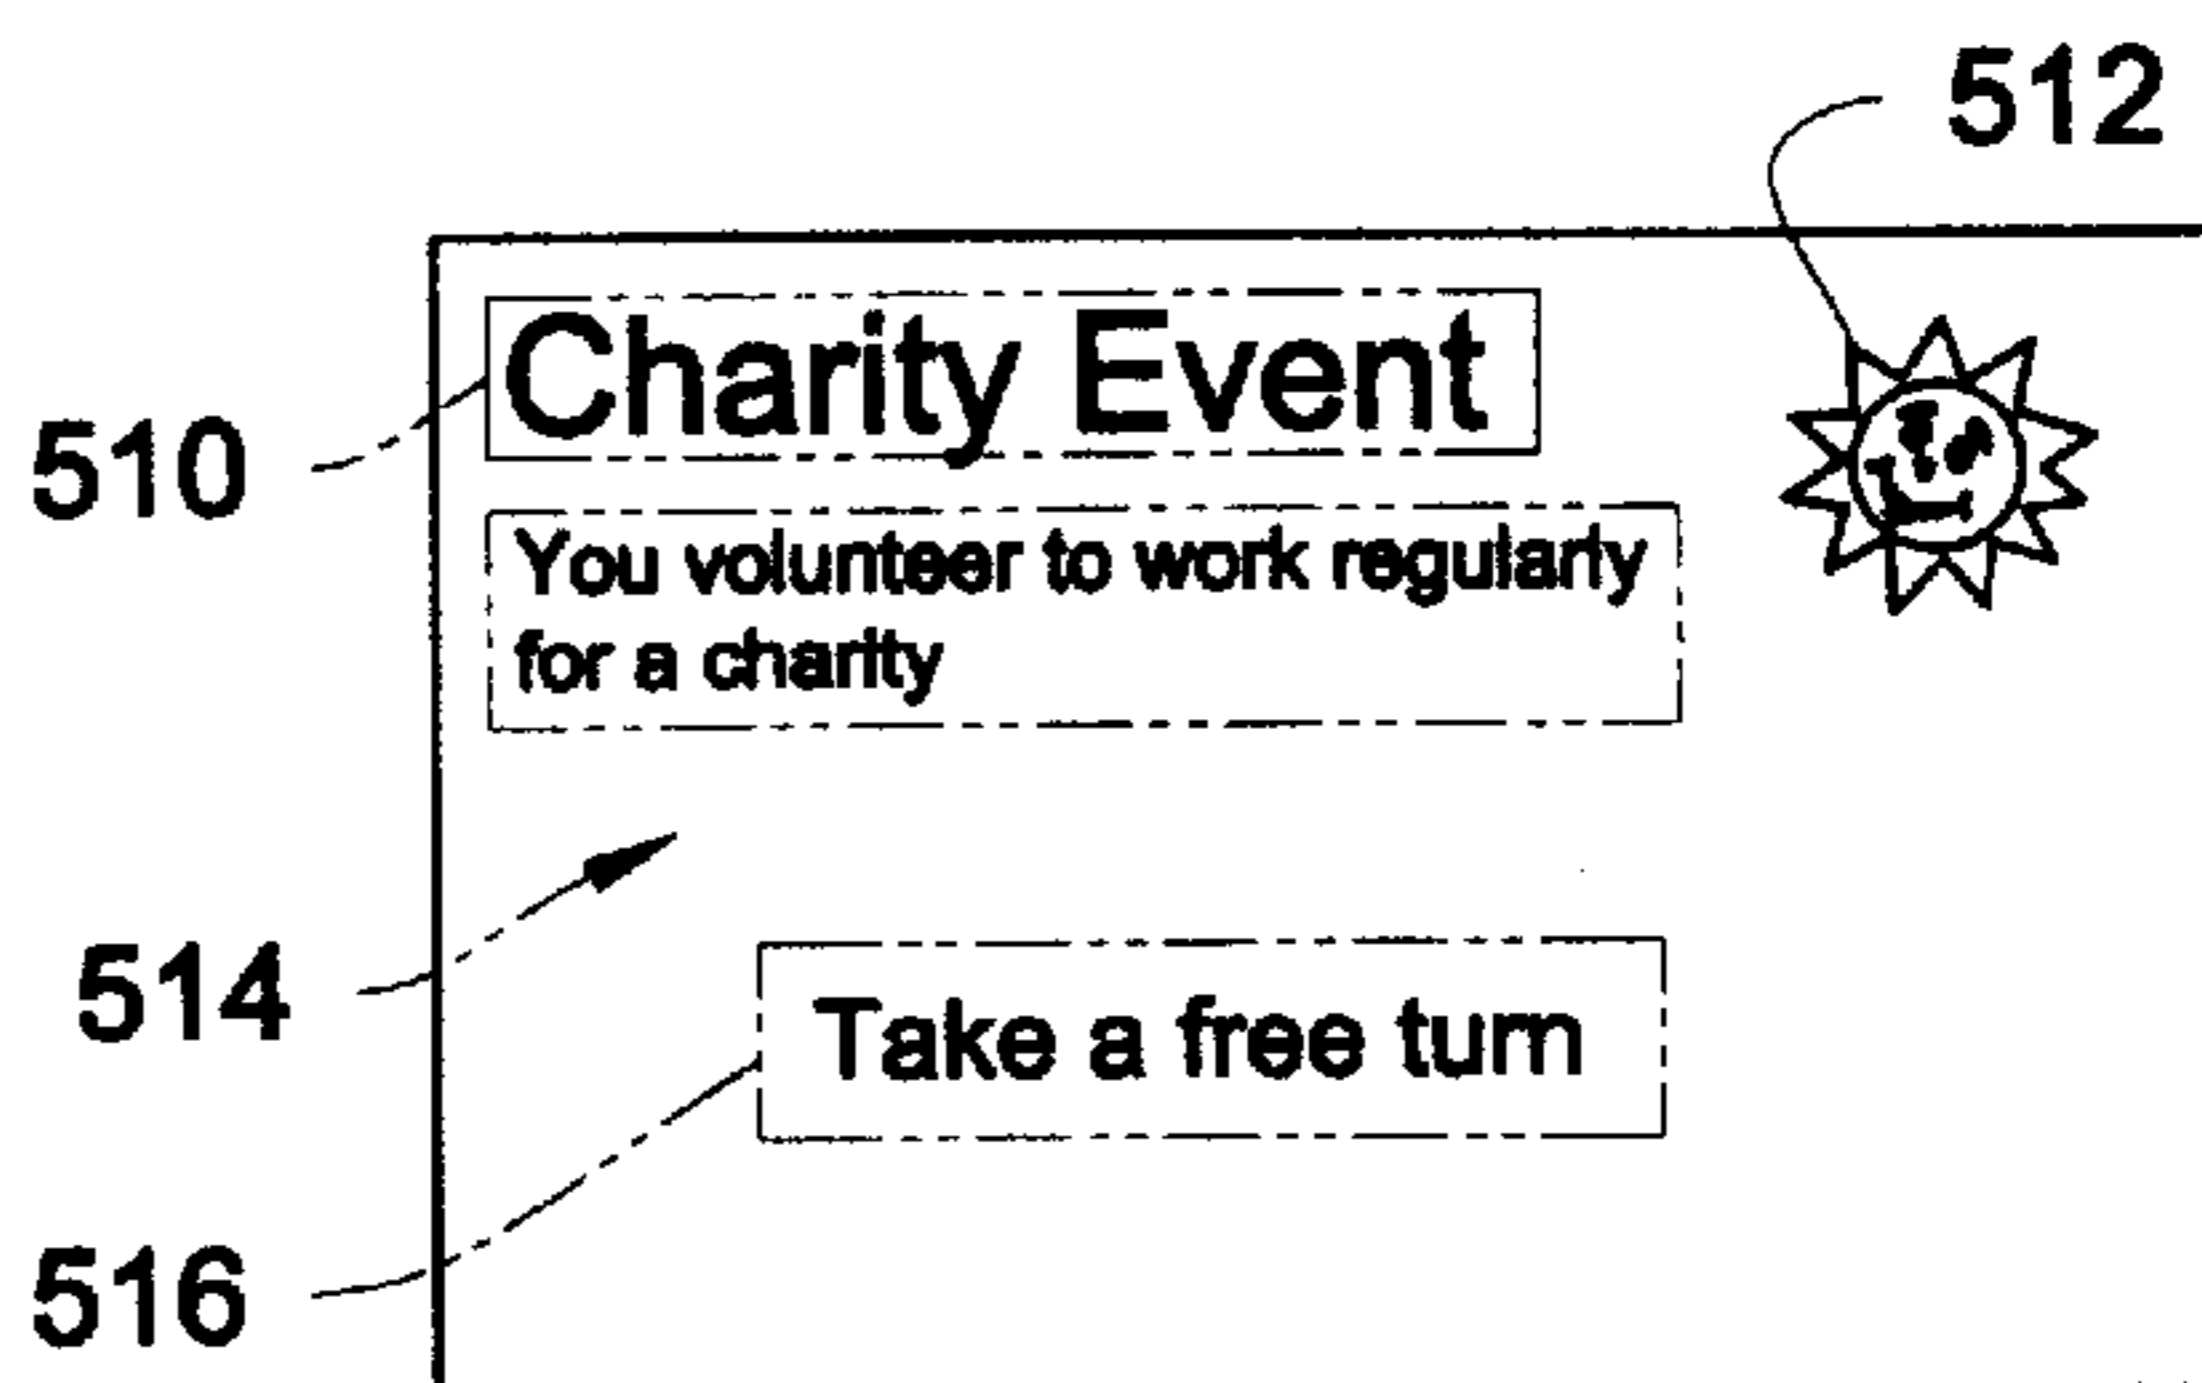 512
Charity Event
510
You volunteer to work regularly
for a charity
514
Take a free turn
516